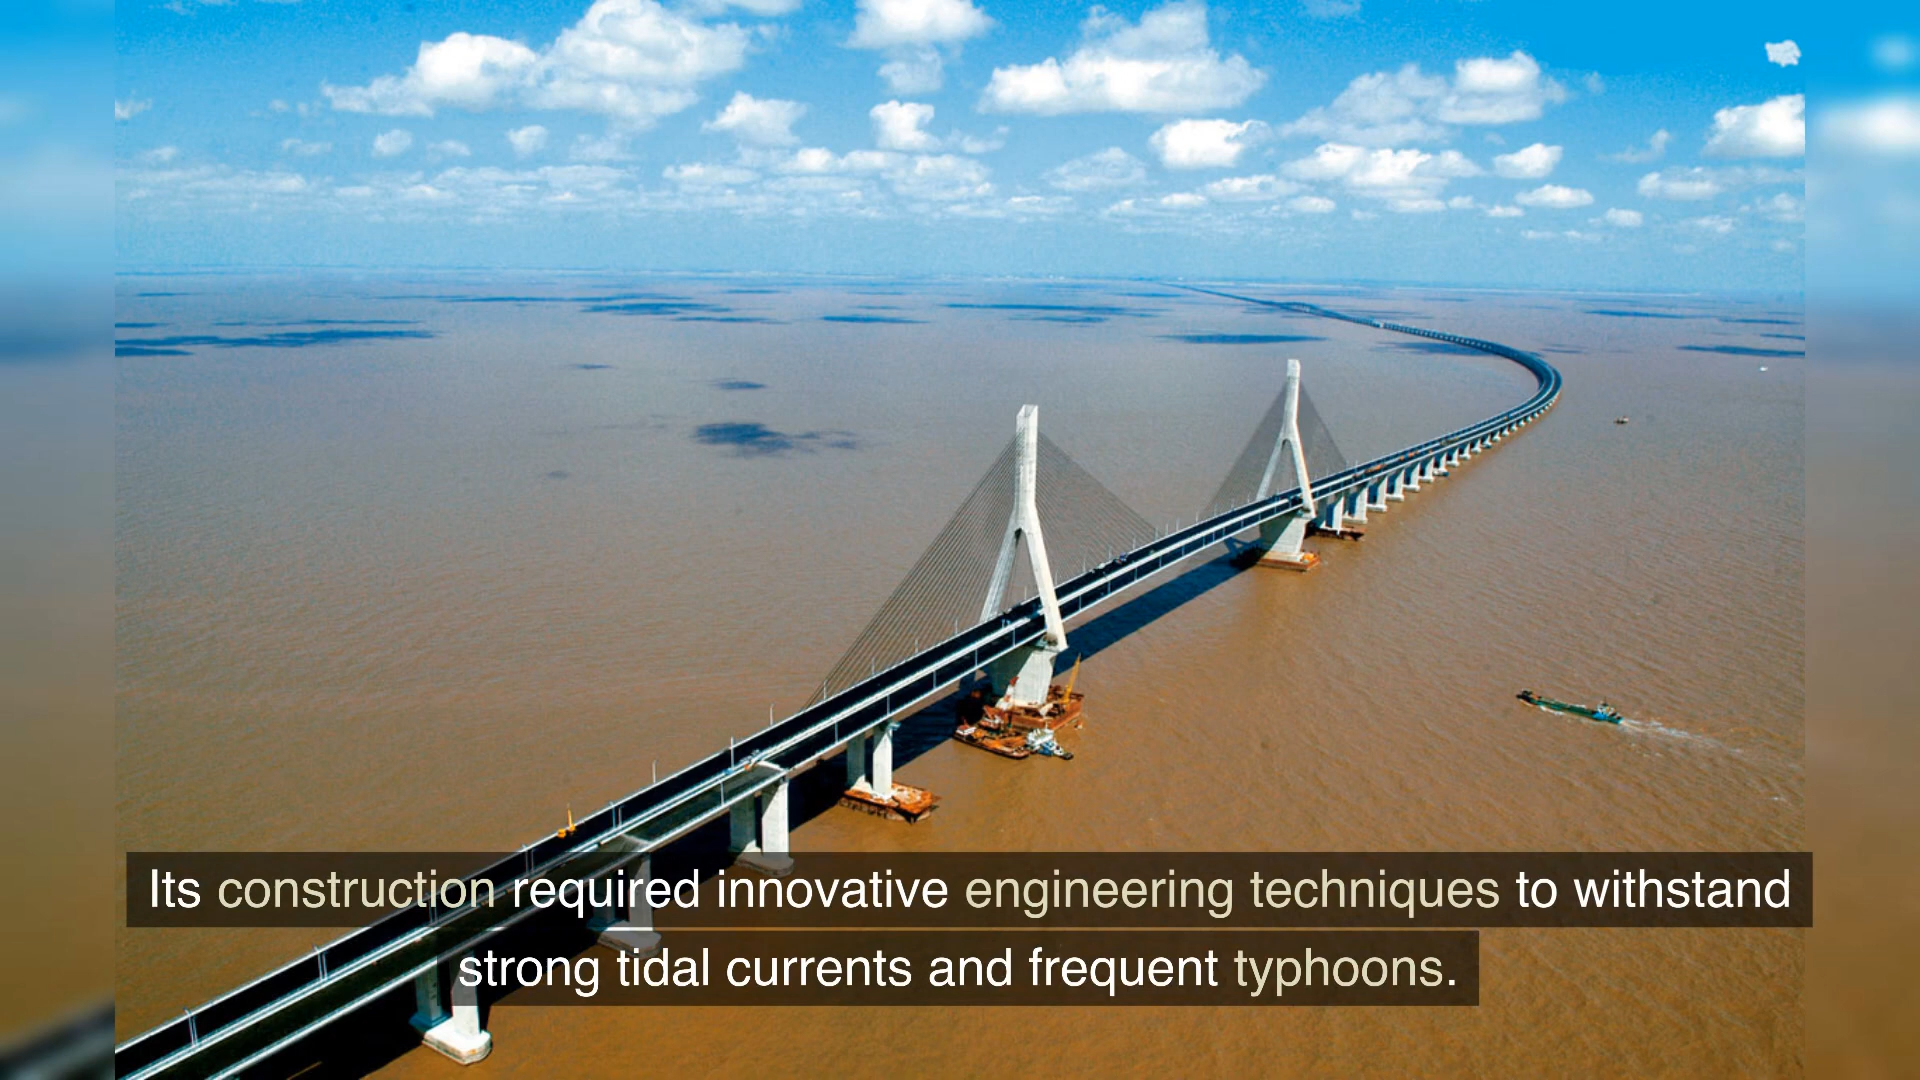 Its construction required innovative engineering techniques to withstand
strong tidal currents and frequent typhoons.